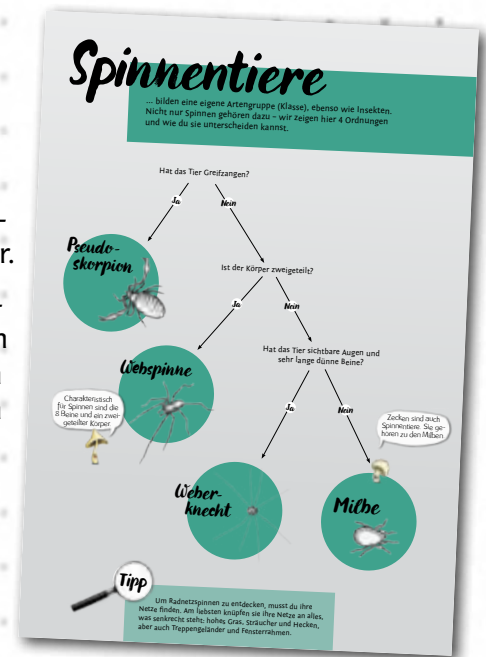 Spinnentiere
... bilden eine eigene Artengruppe (Klasse), ebenso wie Insekten.
Nicht nur Spinnen gehören dazu – wir zeigen hier 4 Ordnungen
und wie du sie unterscheiden kannst.
Hat das Tier Greifzangen?
Ja
Nein
Pseudo-
skorpion
Ist der Körper zweigeteilt?
Ja
Nein
Webspinne
Hat das Tier sichtbare Augen und
sehr lange dünne Beine?
Charakteristisch
für Spinnen sind die
8 Beine und ein zwei-
geteilter Körper.
Ja
Nein
Zecken sind auch
Spinnentiere. Sie ge-
hören zu den Milben.
Weber-
knecht
Milbe
Tipp
Um Radnetzspinnen zu entdecken, musst du ihre
Netze finden. Am liebsten knüpfen sie ihre Netze an alles,
was senkrecht steht: hohes Gras, Sträucher und Hecken,
aber auch Treppengeländer und Fensterrahmen.